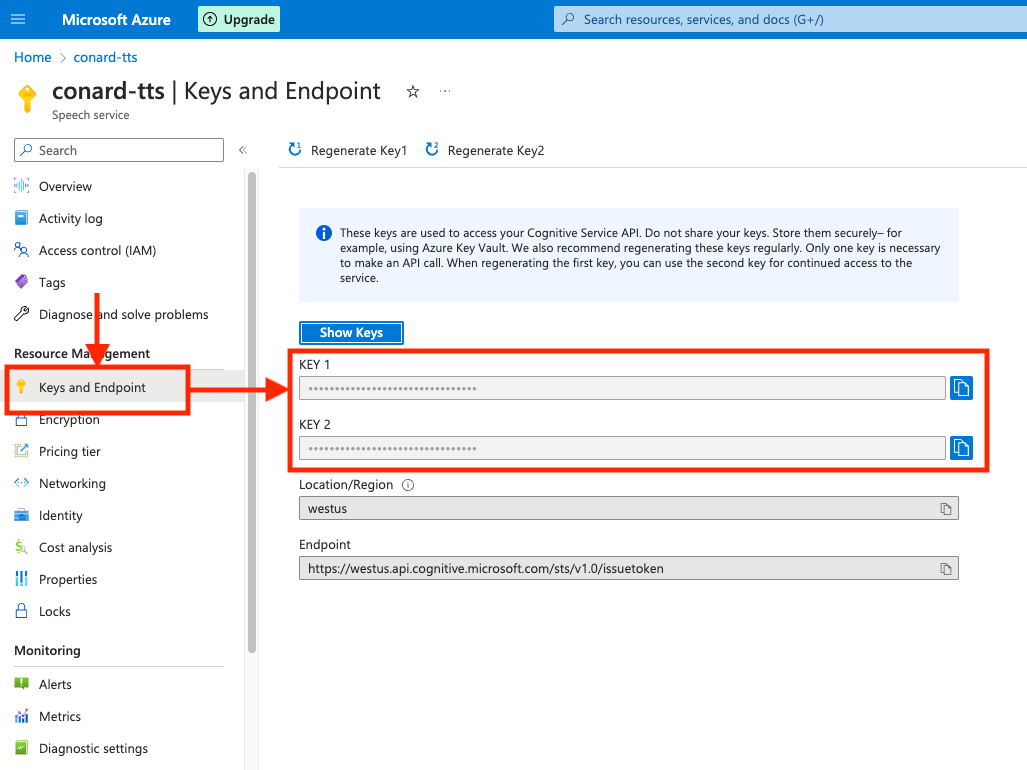 Microsoft Azure
Upgrade
Search resources, services, and docs (G+/)
Home > conard-tts
conard-tts | Keys and Endpoint
Speech service
Search
Overview
Activity log
Access control (IAM)
Tags
Diagnose and solve problems
Resource Management
Keys and Endpoint
Encryption
Pricing tier
Networking
Identity
Cost analysis
Properties
Locks
Monitoring
Alerts
Metrics
Diagnostic settings
Regenerate Key1
Regenerate Key2
These keys are used to access your Cognitive Service API. Do not share your keys. Store them securely– for
example, using Azure Key Vault. We also recommend regenerating these keys regularly. Only one key is necessary
to make an API call. When regenerating the first key, you can use the second key for continued access to the
service.
Show Keys
KEY 1
••••••••••••••••••••••••••••••••
KEY 2
••••••••••••••••••••••••••••••••
Location/Region
westus
Endpoint
https://westus.api.cognitive.microsoft.com/sts/v1.0/issuetoken